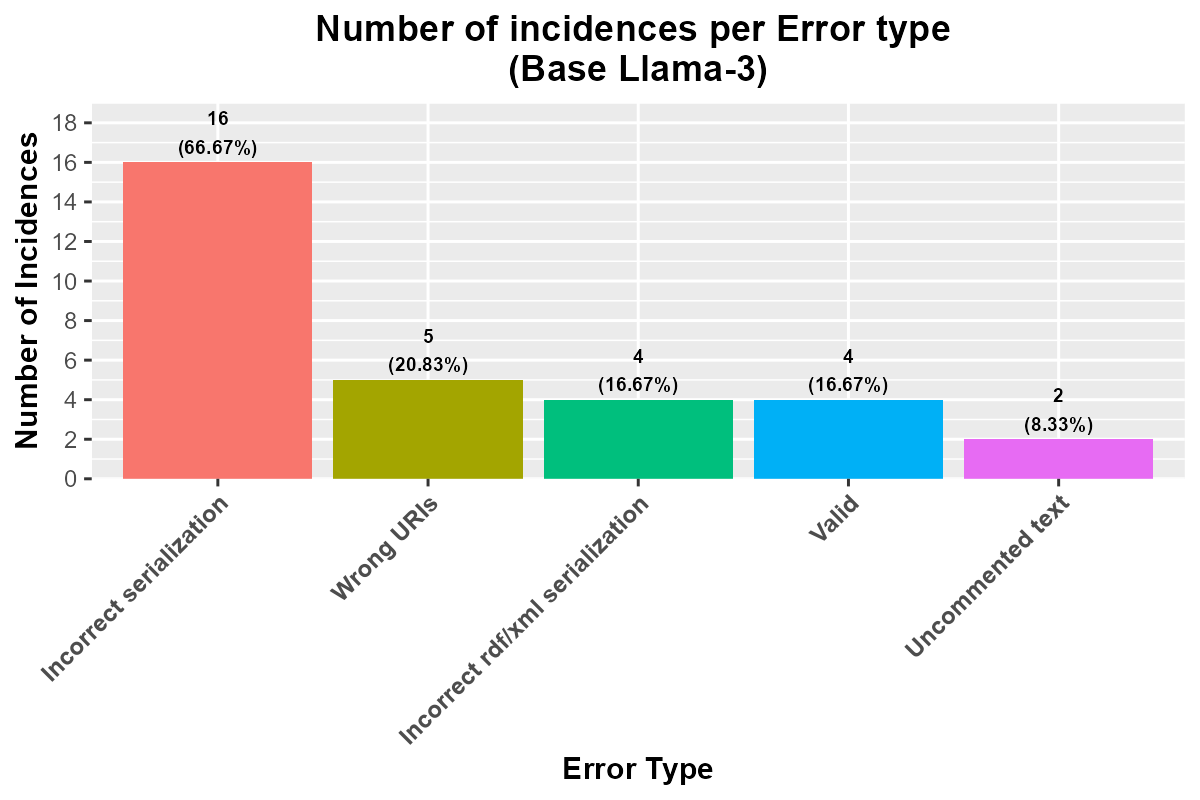 Number of incidences per Error type
(Base Llama-3)
Number of Incidences
18
16
14
12
10
8
6
4
2
0
16
(66.67%)
5
(20.83%)
4
(16.67%)
4
(16.67%)
2
(8.33%)
Incorrect serialization
Wrong URIs
Incorrect rdf/xml serialization
Valid
Uncommented text
Error Type